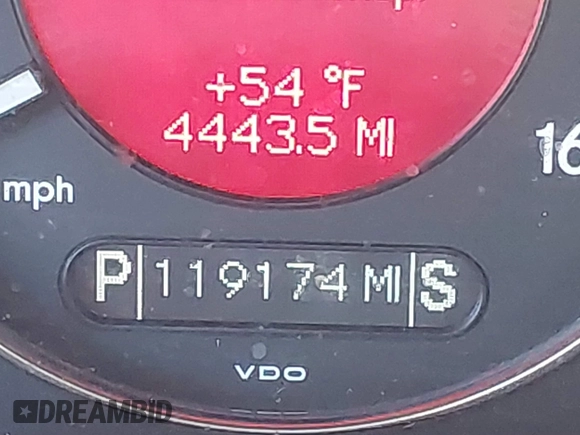 +54 °F
4443.5 MI
mph
16
P 119174 MI S
VDO
DREAMBID